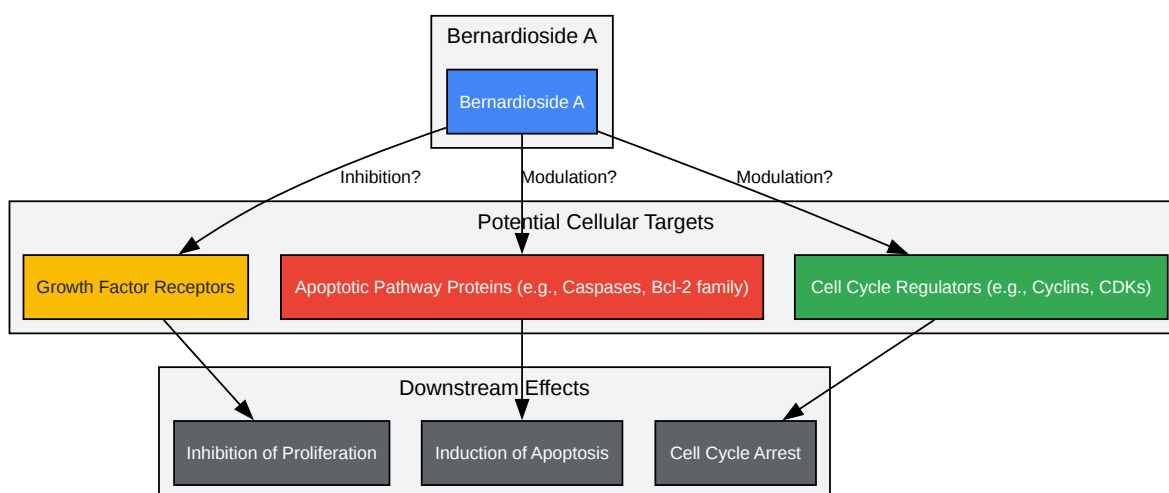 Bernardioside A
Bernardioside A
Inhibition?
Modulation?
Modulation?
Potential Cellular Targets
Growth Factor Receptors
Apoptotic Pathway Proteins (e.g., Caspases, Bcl-2 family)
Cell Cycle Regulators (e.g., Cyclins, CDKs)
Downstream Effects
Inhibition of Proliferation
Induction of Apoptosis
Cell Cycle Arrest